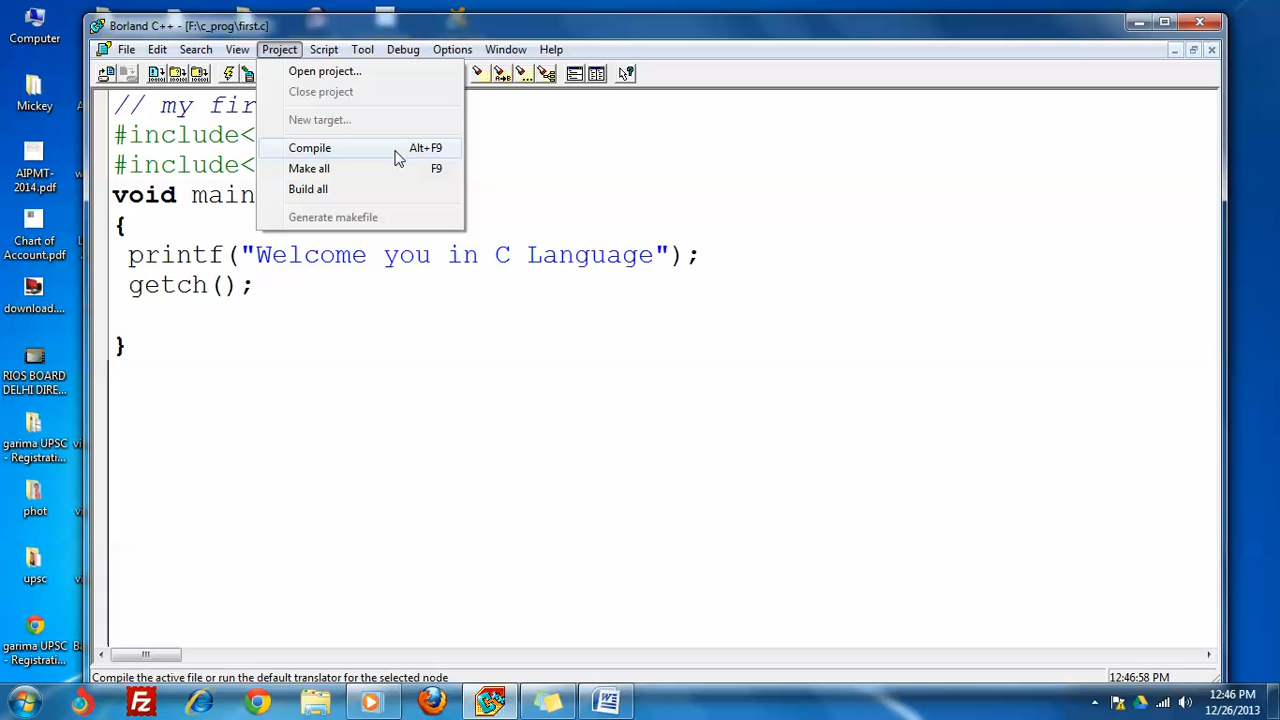 Computer
Mickey
AIPMT-
2014.pdf
Chart of
Account.pdf
download....
RIOS BOARD
DELHI DIRE...
garima UPSC
- Registrati...
phot
upsc
garima UPSC
- Registrati...
Borland C++ - [F:\c_prog\first.c]
File Edit Search View Project Script Tool Debug Options Window Help
Open project...
Close project
New target...
Compile Alt+F9
Make all F9
Build all
Generate makefile
// my fir
#include<
#include<
void main
{
printf("Welcome you in C Language");
getch();
}
Compile the active file or run the default translator for the selected node
12:46:58 PM
12:46 PM
12/26/2013